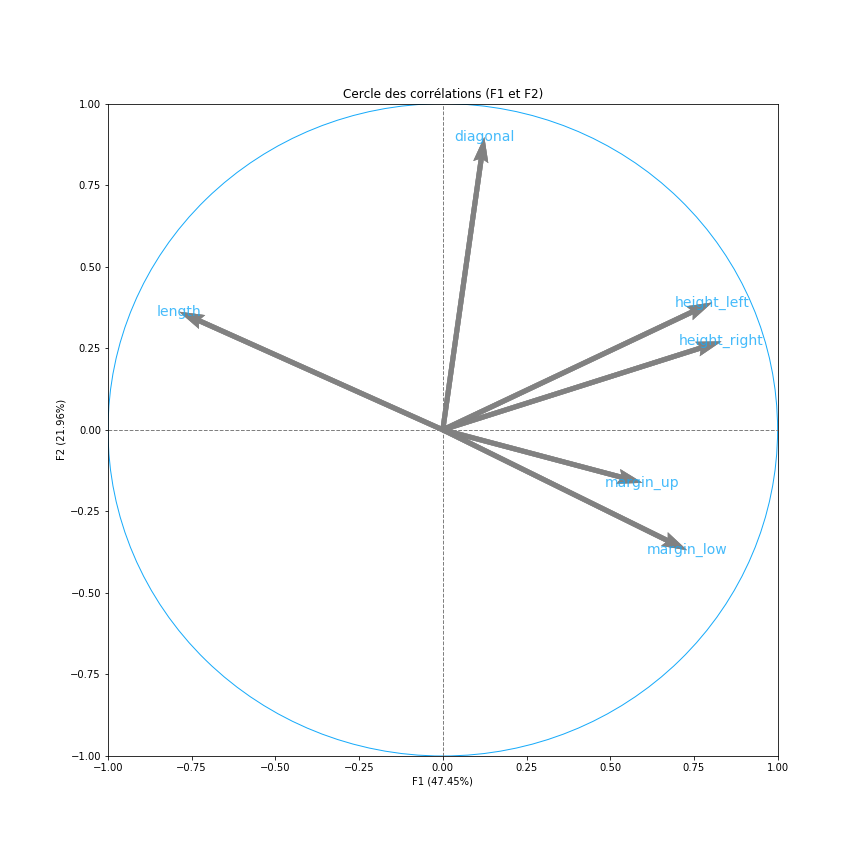 Cercle des corrélations (F1 et F2)
1.00
diagonal
0.75
0.50
height_left
length
height_right
0.25
F2 (21.96%)
0.00
margin_up
−0.25
margin_low
−0.50
−0.75
−1.00
−1.00 −0.75 −0.50 −0.25 0.00 0.25 0.50 0.75 1.00
F1 (47.45%)